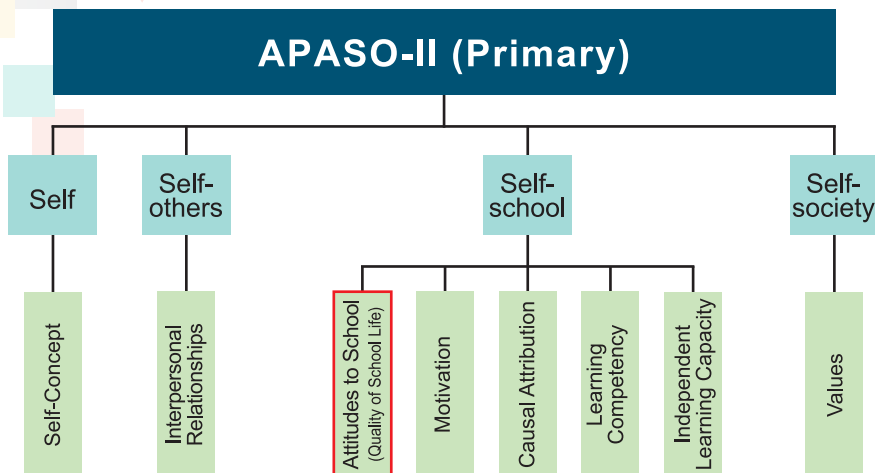 APASO-II (Primary)
Self
Self-
others
Self-
school
Self-
society
Self-Concept
Interpersonal
Relationships
Attitudes to School
(Quality of School Life)
Motivation
Causal Attribution
Learning
Competency
Independent
Learning Capacity
Values